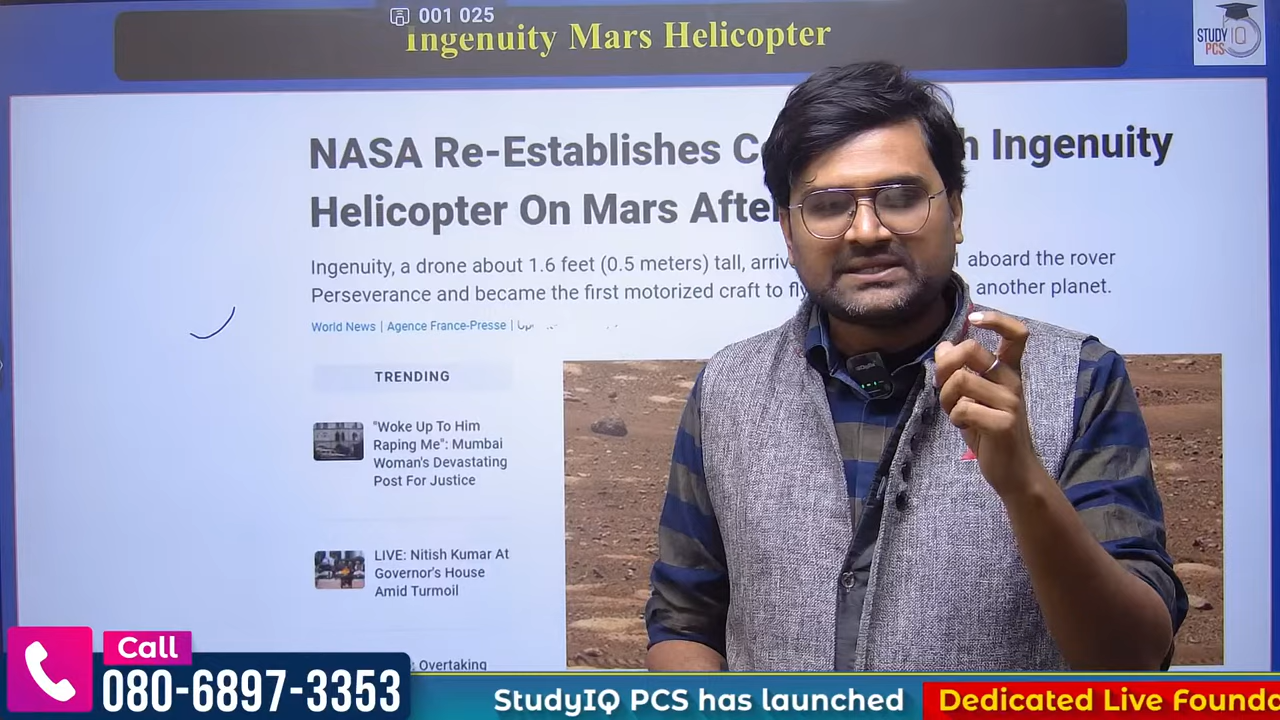 001 025
Ingenuity Mars Helicopter
STUDY IQ
PCS
NASA Re-Establishes Ingenuity
Helicopter On Mars After
Ingenuity, a drone about 1.6 feet (0.5 meters) tall, aboard the rover
Perseverance and became the first motorized craft to fly another planet.
World News | Agence France-Presse |
TRENDING
"Woke Up To Him
Raping Me": Mumbai
Woman's Devastating
Post For Justice
LIVE: Nitish Kumar At
Governor's House
Amid Turmoil
: Overtaking
Call
080-6897-3353
StudyIQ PCS has launched
Dedicated Live Founda